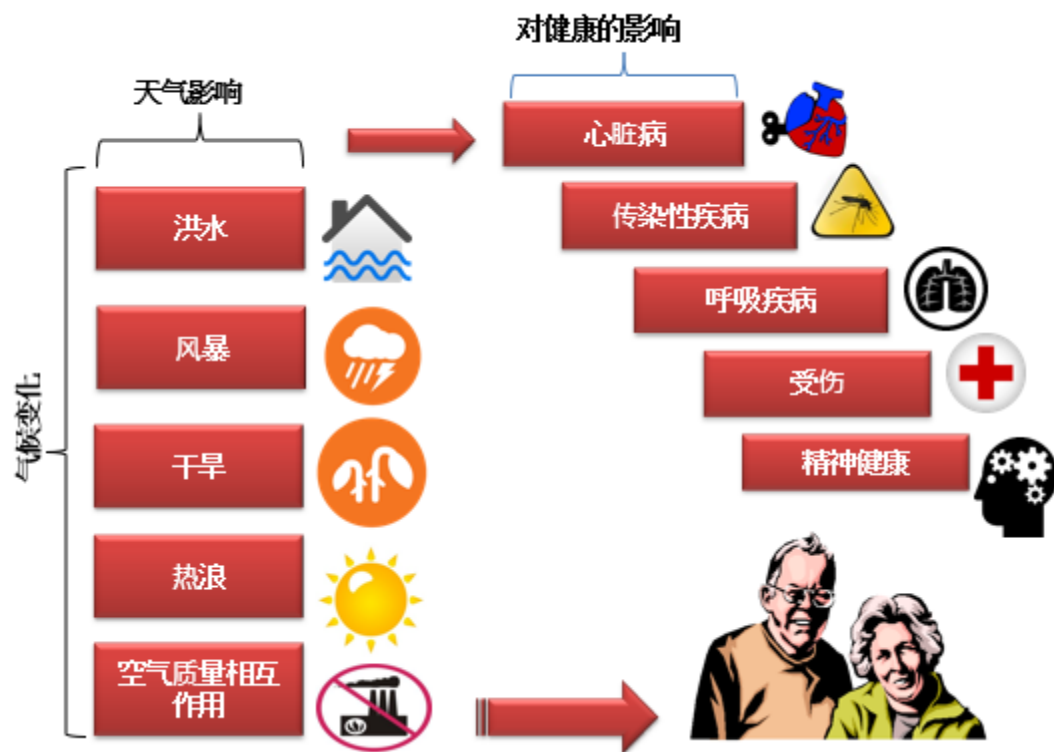 对健康的影响
天气影响
心脏病
传染性疾病
呼吸疾病
受伤
精神健康
气候变化
洪水
风暴
干旱
热浪
空气质量相互
作用